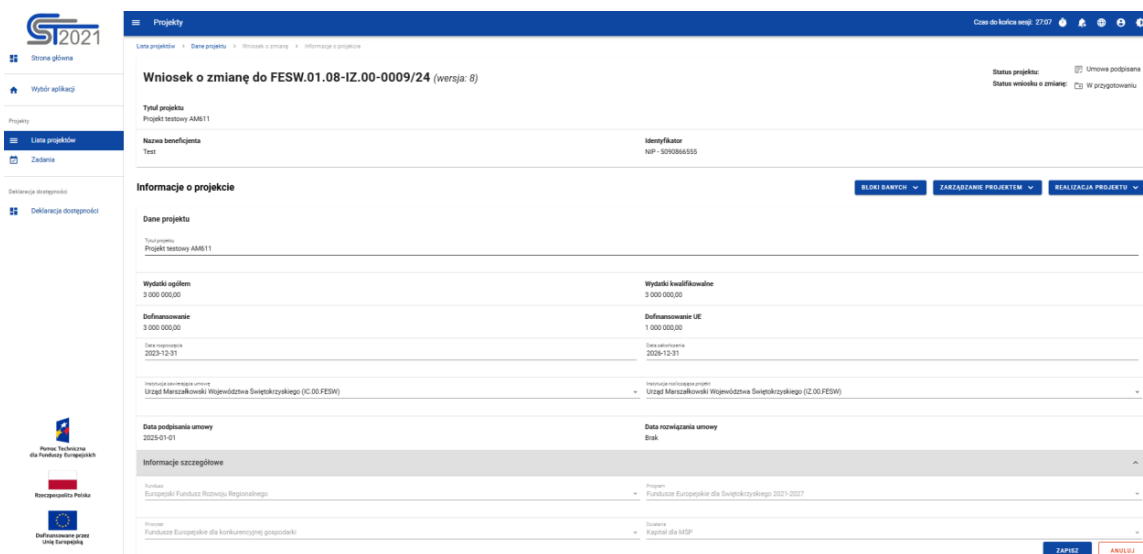 CST2021
Projekty
Czas do końca sesji: 27:07
Lista projektów > Dane projektu > Wniosek o zmianę > Informacje o projekcie
Strona główna
Wybór aplikacji
Projekty
Lista projektów
Zadania
Deklaracja dostępności
Deklaracja dostępności
Wniosek o zmianę do FESW.01.08-IZ.00-0009/24 (wersja: 8)
Status projektu: Umowa podpisana
Status wniosku o zmianę: W przygotowaniu
Tytuł projektu
Projekt testowy AM611
Nazwa beneficjenta
Test
Identyfikator
NIP - 5090866555
Informacje o projekcie
BLOKI DANYCH
ZARZĄDZANIE PROJEKTEM
REALIZACJA PROJEKTU
Dane projektu
Tytuł projektu
Projekt testowy AM611
Wydatki ogółem
3 000 000,00
Wydatki kwalifikowalne
3 000 000,00
Dofinansowanie
3 000 000,00
Dofinansowanie UE
1 000 000,00
Data rozpoczęcia
2023-12-31
Data zakończenia
2026-12-31
Instytucja zawierająca umowę
Urząd Marszałkowski Województwa Świętokrzyskiego (IC.00.FESW)
Instytucja rozliczająca projekt
Urząd Marszałkowski Województwa Świętokrzyskiego (IZ.00.FESW)
Data podpisania umowy
2025-01-01
Data rozwiązania umowy
Brak
Informacje szczegółowe
Fundusz
Europejski Fundusz Rozwoju Regionalnego
Program
Fundusze Europejskie dla Świętokrzyskiego 2021-2027
Priorytet
Fundusze Europejskie dla konkurencyjnej gospodarki
Działanie
Kapitał dla MŚP
ZAPISZ
ANULUJ
Pomoc Techniczna
dla Funduszy Europejskich
Rzeczpospolita Polska
Dofinansowane przez
Unię Europejską